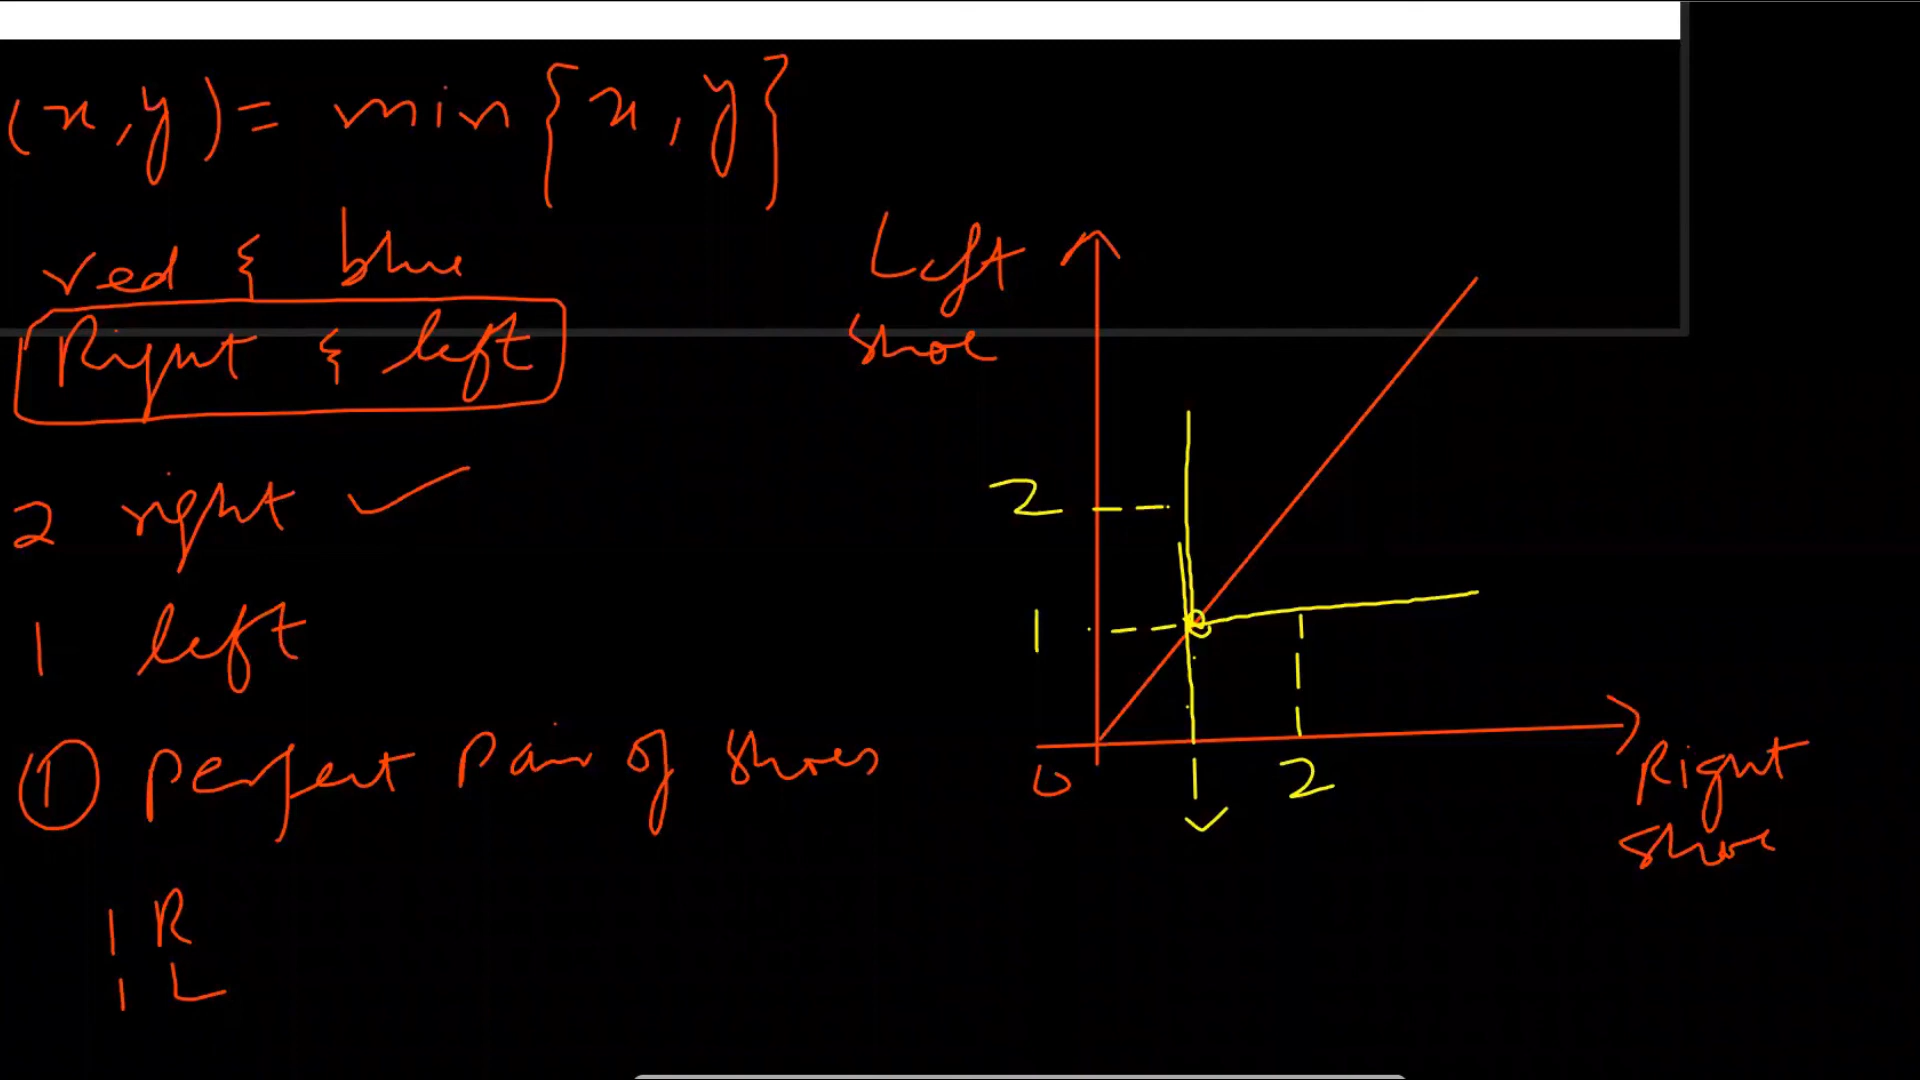 (x,y) = min{x,y}
red & blue
Right & left
2 right ✓
1 left
① perfect pair of shoes
1 R
1 L
Left
shoe
2
1
0
2
Right
shoe